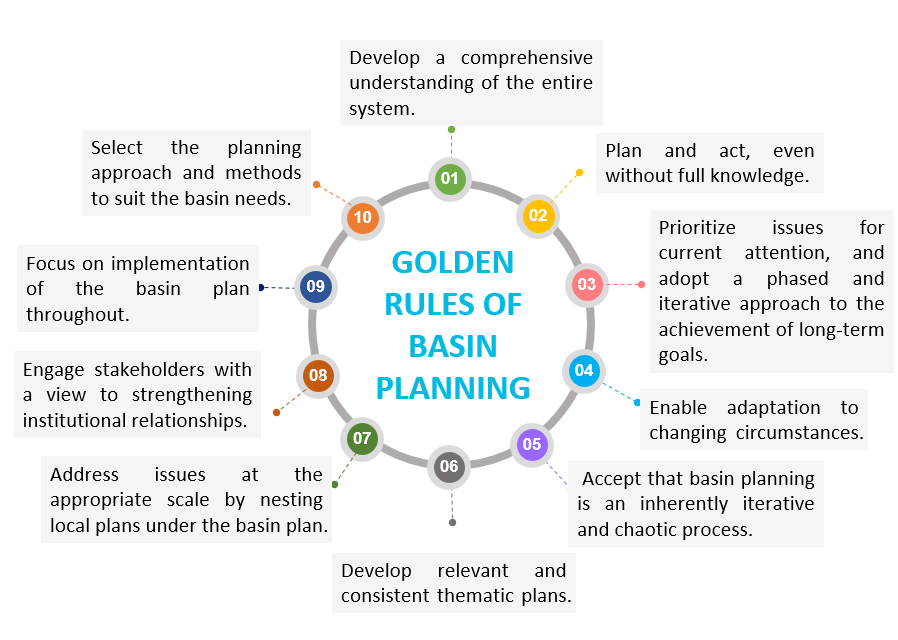 Develop a comprehensive
understanding of the entire
system.
01
Plan and act, even
without full knowledge.
02
Prioritize issues for
current attention, and
adopt a phased and
iterative approach to the
achievement of long-term
goals.
03
Enable adaptation to
changing circumstances.
04
Accept that basin planning
is an inherently iterative
and chaotic process.
05
Develop relevant and
consistent thematic plans.
06
Address issues at the
appropriate scale by nesting
local plans under the basin plan.
07
Engage stakeholders with
a view to strengthening
institutional relationships.
08
Focus on implementation
of the basin plan
throughout.
09
Select the planning
approach and methods
to suit the basin needs.
10
GOLDEN
RULES OF
BASIN
PLANNING